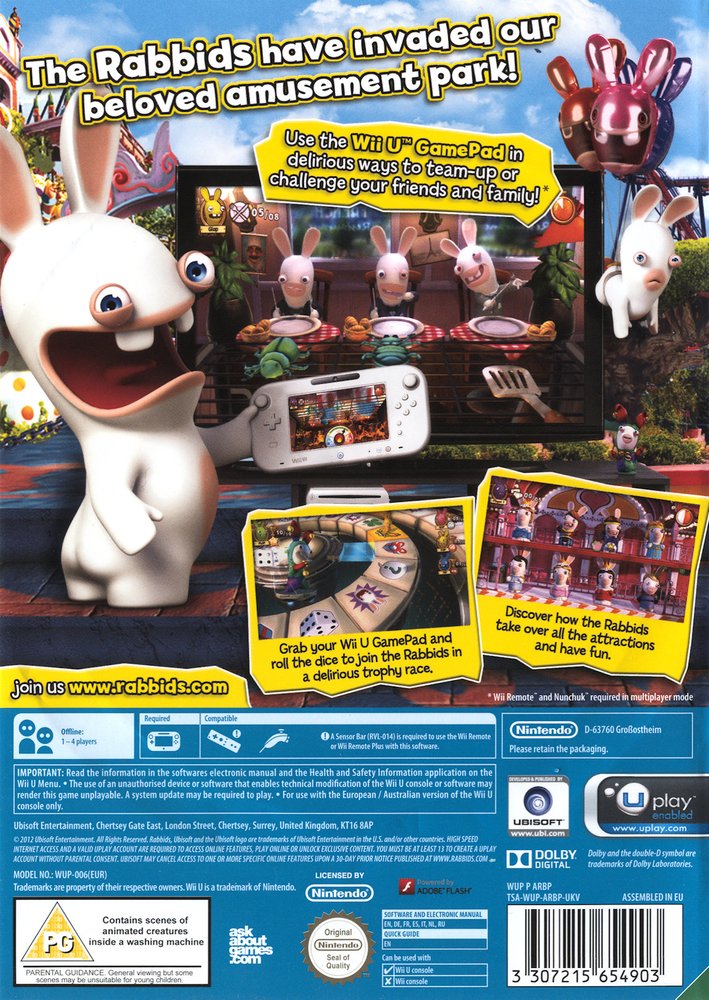 The Rabbids have invaded our
beloved amusement park!
Use the Wii U™ GamePad in
delirious ways to team-up or
challenge your friends and family!*
05/08
Glop
Grab your Wii U GamePad and
roll the dice to join the Rabbids in
a delirious trophy race.
Discover how the Rabbids
take over all the attractions
and have fun.
join us www.rabbids.com
* Wii Remote™ and Nunchuk™ required in multiplayer mode
Offline:
1 – 4 players
Required
Compatible
A Sensor Bar (RVL-014) is required to use the Wii Remote
or Wii Remote Plus with this software.
Nintendo®
D-63760 Großostheim
Please retain the packaging.
IMPORTANT: Read the information in the softwares electronic manual and the Health and Safety Information application on the
Wii U Menu. • The use of an unauthorised device or software that enables technical modification of the Wii U console or software may
render this game unplayable. A system update may be required to play. • For use with the European / Australian version of the Wii U
console only.
Ubisoft Entertainment, Chertsey Gate East, London Street, Chertsey, Surrey, United Kingdom, KT16 8AP
© 2012 Ubisoft Entertainment. All Rights Reserved. Rabbids, Ubisoft and the Ubisoft logo are trademarks of Ubisoft Entertainment in the U.S. and/or other countries. HIGH SPEED
INTERNET ACCESS AND A VALID UPLAY ACCOUNT ARE REQUIRED TO ACCESS ONLINE FEATURES, PLAY ONLINE OR UNLOCK EXCLUSIVE CONTENT. YOU MUST BE AT LEAST 13 TO CREATE A UPLAY
ACCOUNT WITHOUT PARENTAL CONSENT. UBISOFT MAY CANCEL ACCESS TO ONE OR MORE SPECIFIC ONLINE FEATURES UPON A 30-DAY PRIOR NOTICE PUBLISHED AT WWW.RABBIDS.COM
MODEL NO.: WUP-006(EUR)
Trademarks are property of their respective owners. Wii U is a trademark of Nintendo.
DEVELOPED & PUBLISHED BY
UBISOFT
www.ubi.com
Uplay
enabled
www.uplay.com
DOLBY
DIGITAL
Dolby and the double-D symbol are
trademarks of Dolby Laboratories.
LICENSED BY
Nintendo®
Powered by
ADOBE® FLASH®
WUP P ARBP
TSA-WUP-ARBP-UKV
ASSEMBLED IN EU
PG
Contains scenes of
animated creatures
inside a washing machine
PARENTAL GUIDANCE. General viewing but some
scenes may be unsuitable for young children.
ask
about
games
.com
Original
Nintendo
Seal of
Quality
SOFTWARE AND ELECTRONIC MANUAL
EN, DE, FR, ES, IT, NL, RU
QUICK GUIDE
EN
Can be used with
Wii U console
Wii console
3 307215 654903